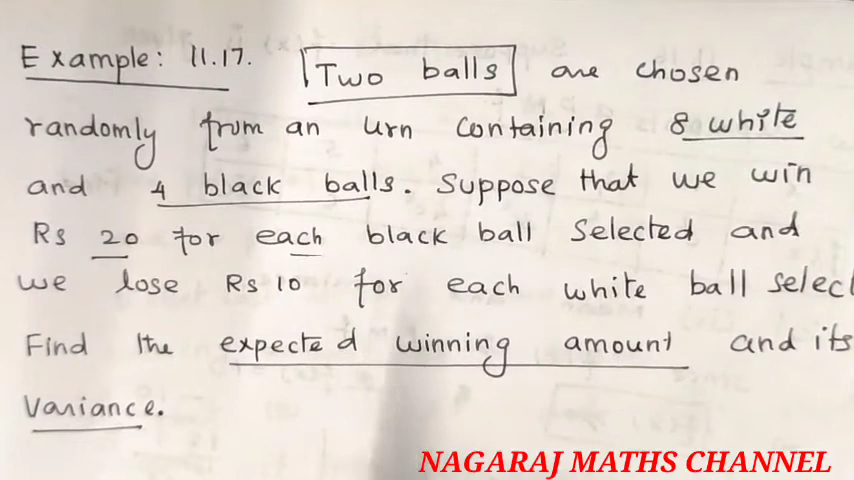 Example: 11.17. Two balls are chosen
randomly from an urn containing 8 white
and 4 black balls. Suppose that we win
Rs 20 for each black ball Selected and
we lose Rs 10 for each white ball select
Find the expected winning amount and its
Variance.
NAGARAJ MATHS CHANNEL